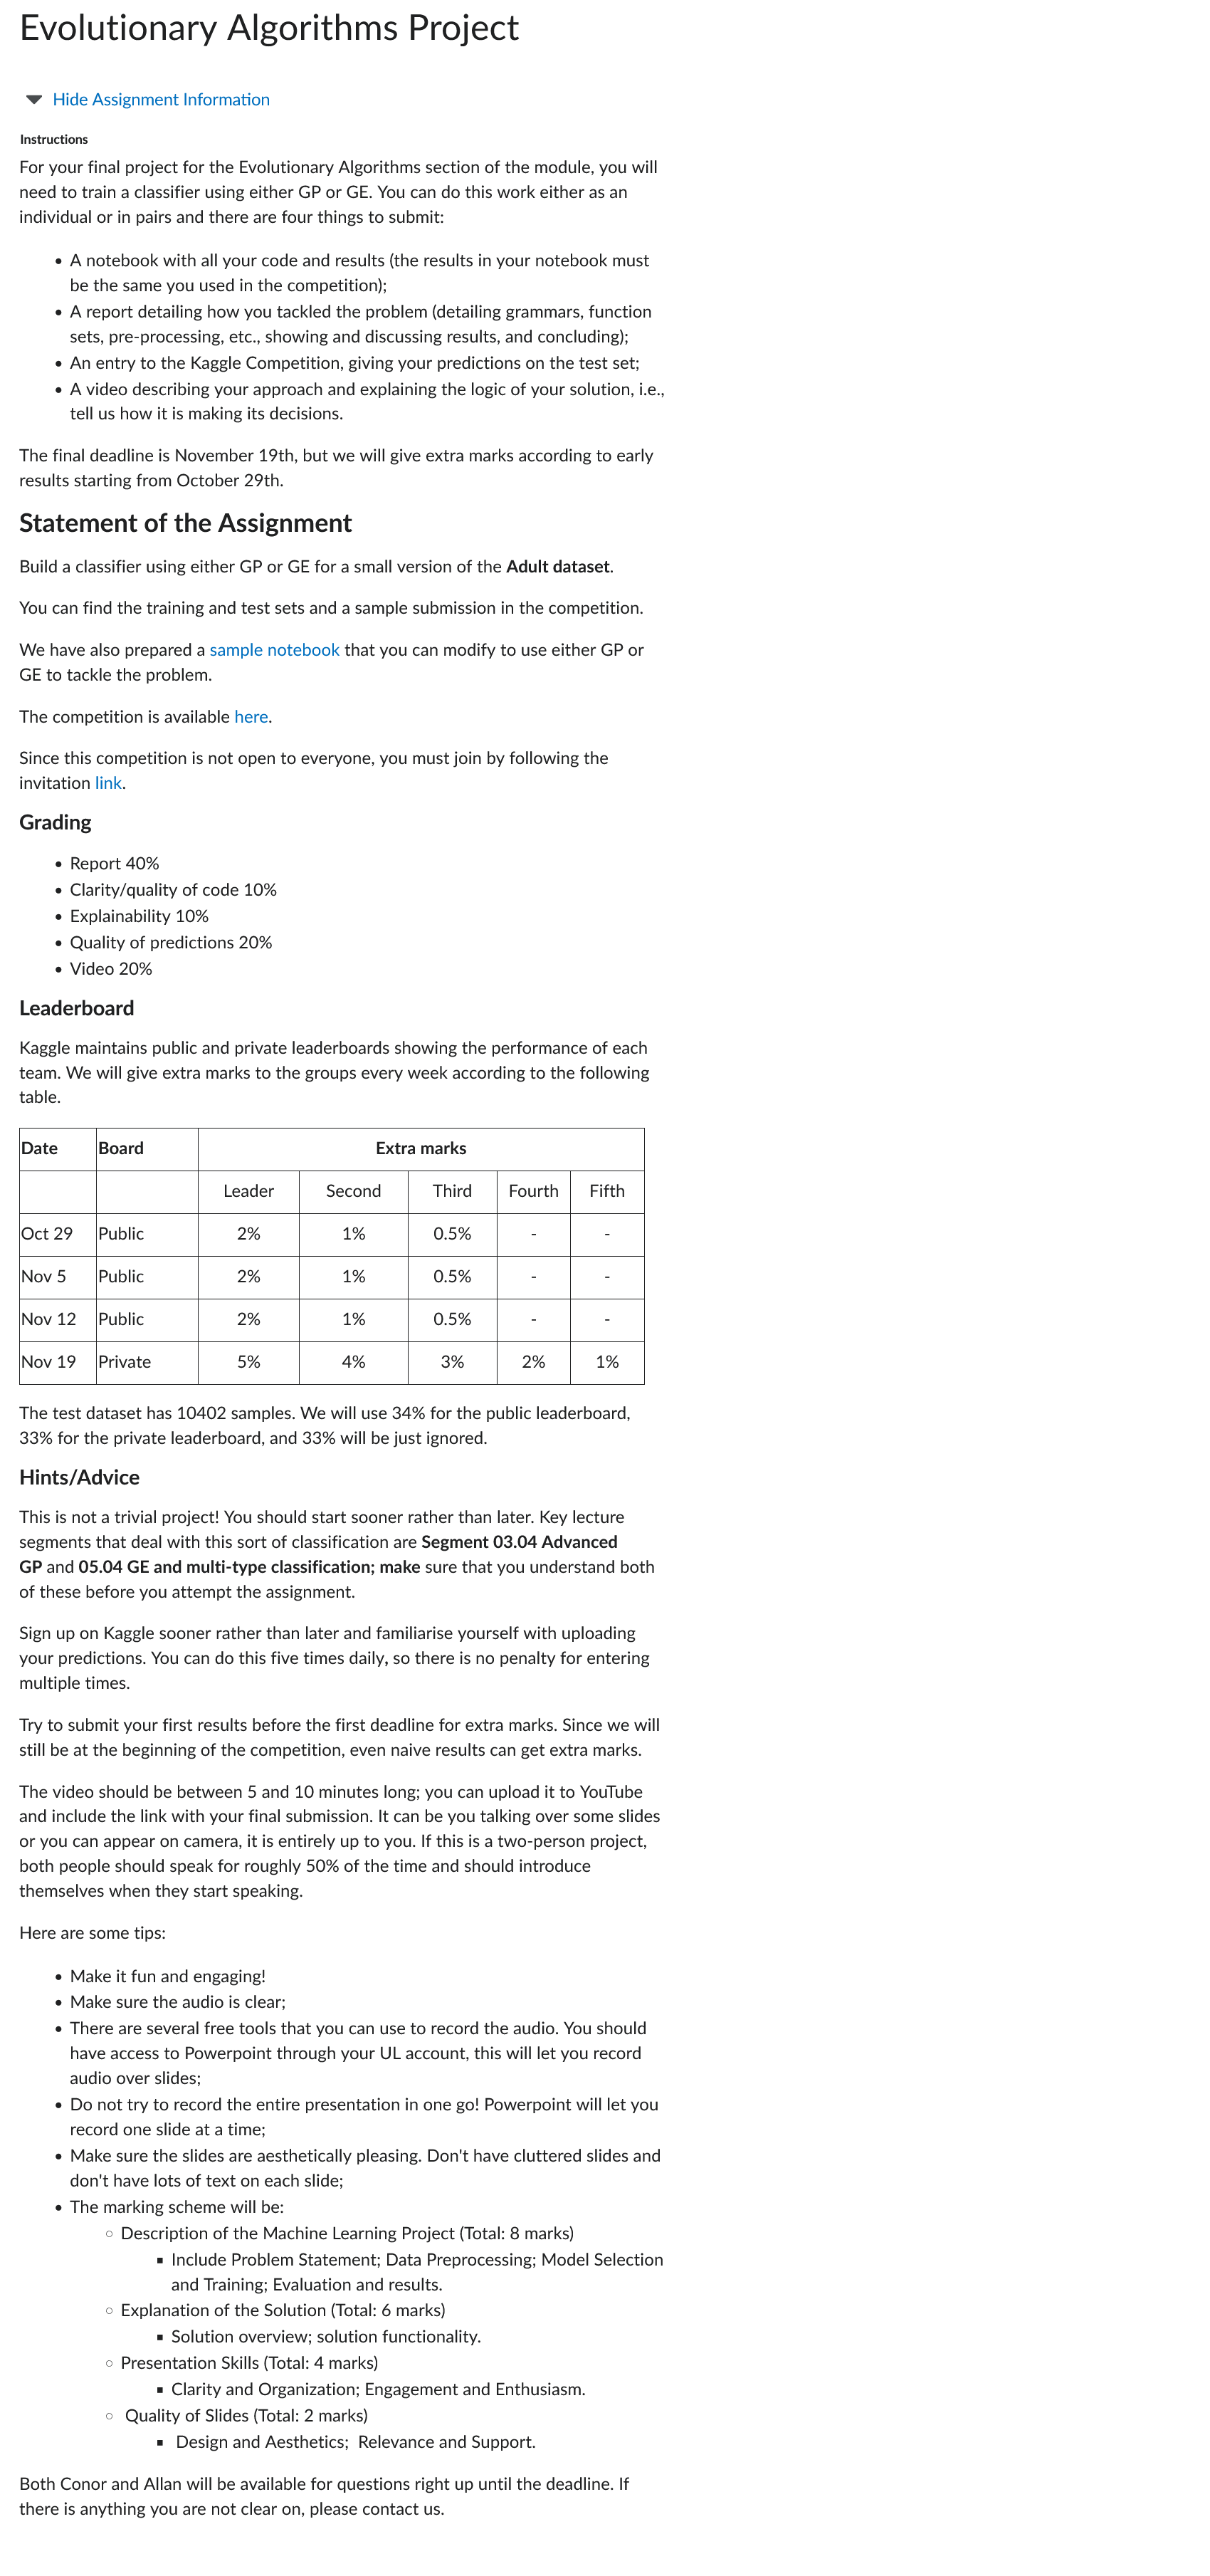 Evolutionary Algorithms Project
Hide Assignment Information
Instructions
For your final project for the Evolutionary Algorithms section of the module, you will
need to train a classifier using either GP or GE. You can do this work either as an
individual or in pairs and there are four things to submit:
• A notebook with all your code and results (the results in your notebook must
be the same you used in the competition);
• A report detailing how you tackled the problem (detailing grammars, function
sets, pre-processing, etc., showing and discussing results, and concluding);
• An entry to the Kaggle Competition, giving your predictions on the test set;
• A video describing your approach and explaining the logic of your solution, i.e.,
tell us how it is making its decisions.
The final deadline is November 19th, but we will give extra marks according to early
results starting from October 29th.
Statement of the Assignment
Build a classifier using either GP or GE for a small version of the Adult dataset.
You can find the training and test sets and a sample submission in the competition.
We have also prepared a sample notebook that you can modify to use either GP or
GE to tackle the problem.
The competition is available here.
Since this competition is not open to everyone, you must join by following the
invitation link.
Grading
• Report 40%
• Clarity/quality of code 10%
• Explainability 10%
• Quality of predictions 20%
• Video 20%
Leaderboard
Kaggle maintains public and private leaderboards showing the performance of each
team. We will give extra marks to the groups every week according to the following
table.
Date Board Extra marks
Leader Second Third Fourth Fifth
Oct 29 Public 2% 1% 0.5% - -
Nov 5 Public 2% 1% 0.5% - -
Nov 12 Public 2% 1% 0.5% - -
Nov 19 Private 5% 4% 3% 2% 1%
The test dataset has 10402 samples. We will use 34% for the public leaderboard,
33% for the private leaderboard, and 33% will be just ignored.
Hints/Advice
This is not a trivial project! You should start sooner rather than later. Key lecture
segments that deal with this sort of classification are Segment 03.04 Advanced
GP and 05.04 GE and multi-type classification; make sure that you understand both
of these before you attempt the assignment.
Sign up on Kaggle sooner rather than later and familiarise yourself with uploading
your predictions. You can do this five times daily, so there is no penalty for entering
multiple times.
Try to submit your first results before the first deadline for extra marks. Since we will
still be at the beginning of the competition, even naive results can get extra marks.
The video should be between 5 and 10 minutes long; you can upload it to YouTube
and include the link with your final submission. It can be you talking over some slides
or you can appear on camera, it is entirely up to you. If this is a two-person project,
both people should speak for roughly 50% of the time and should introduce
themselves when they start speaking.
Here are some tips:
• Make it fun and engaging!
• Make sure the audio is clear;
• There are several free tools that you can use to record the audio. You should
have access to Powerpoint through your UL account, this will let you record
audio over slides;
• Do not try to record the entire presentation in one go! Powerpoint will let you
record one slide at a time;
• Make sure the slides are aesthetically pleasing. Don't have cluttered slides and
don't have lots of text on each slide;
• The marking scheme will be:
○ Description of the Machine Learning Project (Total: 8 marks)
▪ Include Problem Statement; Data Preprocessing; Model Selection
and Training; Evaluation and results.
○ Explanation of the Solution (Total: 6 marks)
▪ Solution overview; solution functionality.
○ Presentation Skills (Total: 4 marks)
▪ Clarity and Organization; Engagement and Enthusiasm.
○ Quality of Slides (Total: 2 marks)
▪ Design and Aesthetics; Relevance and Support.
Both Conor and Allan will be available for questions right up until the deadline. If
there is anything you are not clear on, please contact us.